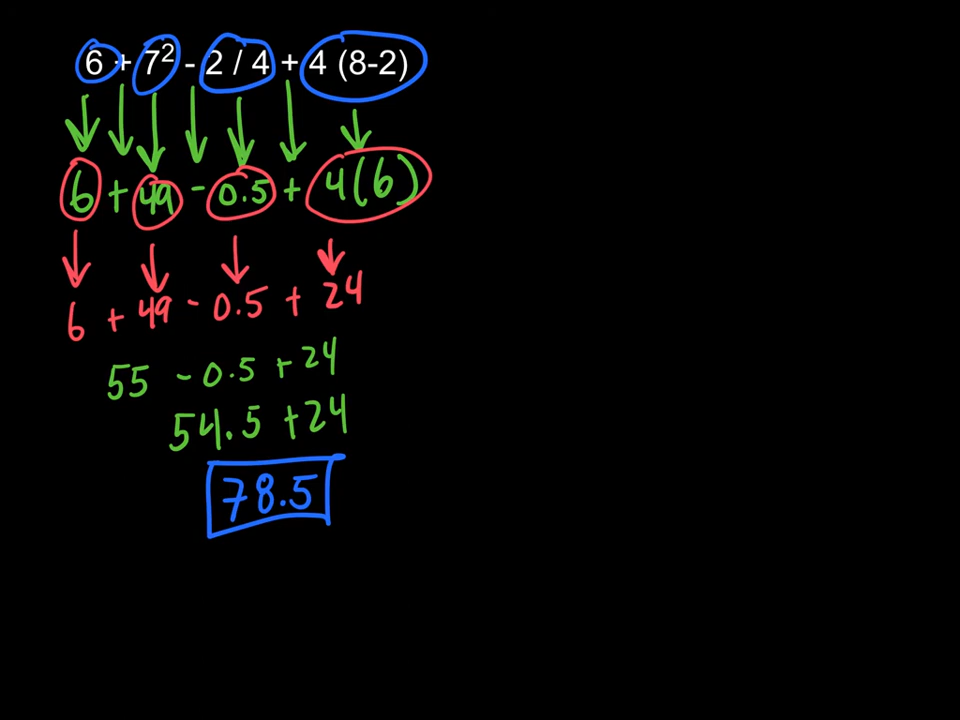 6 + 7² - 2 / 4 + 4 (8-2)
6 + 49 - 0.5 + 4(6)
6 + 49 - 0.5 + 24
55 - 0.5 + 24
54.5 + 24
78.5